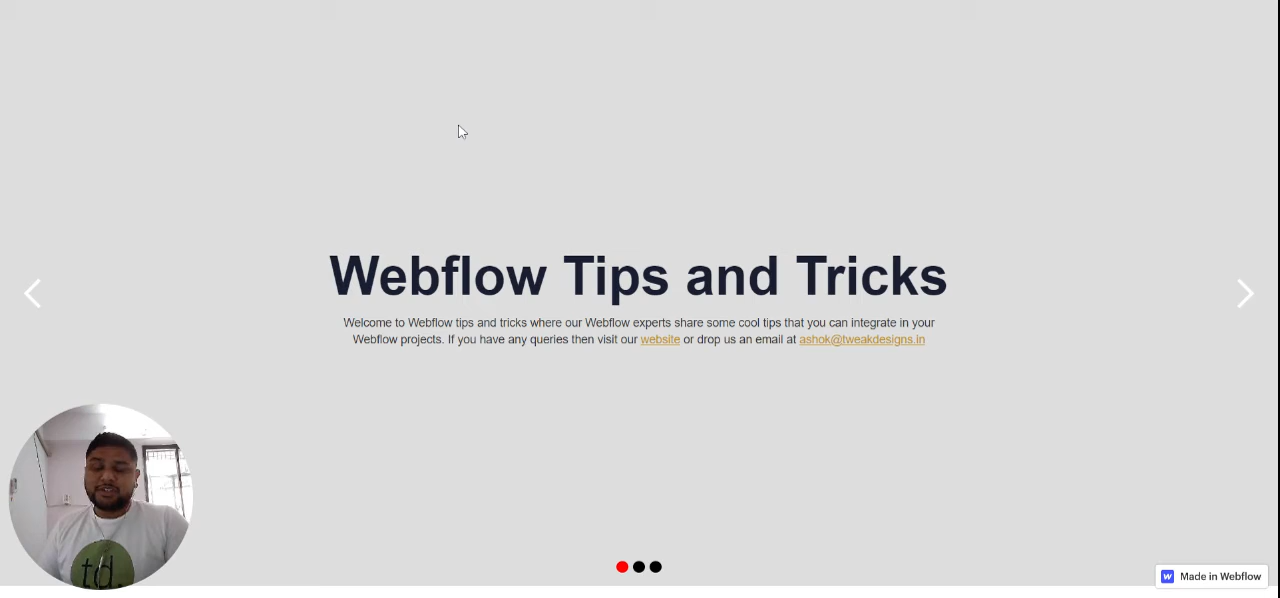 Webflow Tips and Tricks
Welcome to Webflow tips and tricks where our Webflow experts share some cool tips that you can integrate in your
Webflow projects. If you have any queries then visit our website or drop us an email at ashok@tweakdesigns.in
td.
W Made in Webflow